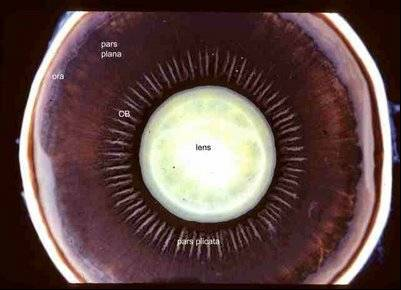 pars
plana
ora
CB
lens
pars plicata